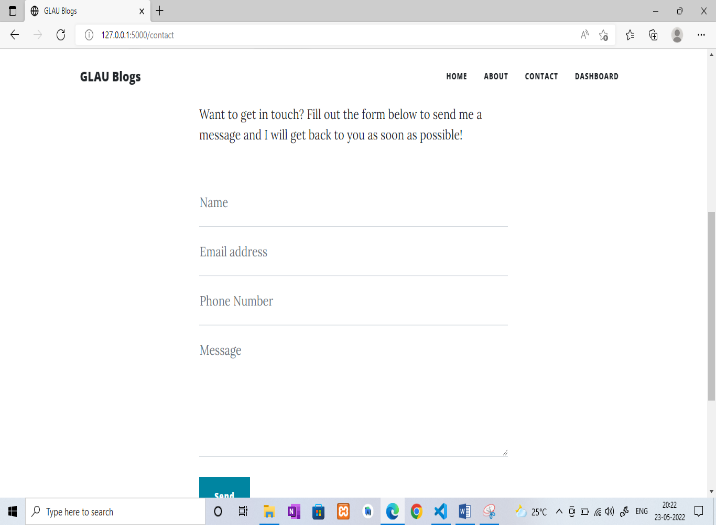 GLAU Blogs
127.0.0.1:5000/contact
GLAU Blogs
HOME ABOUT CONTACT DASHBOARD
Want to get in touch? Fill out the form below to send me a
message and I will get back to you as soon as possible!
Name
Email address
Phone Number
Message
Send
Type here to search
25°C
ENG
20:22
23-05-2022